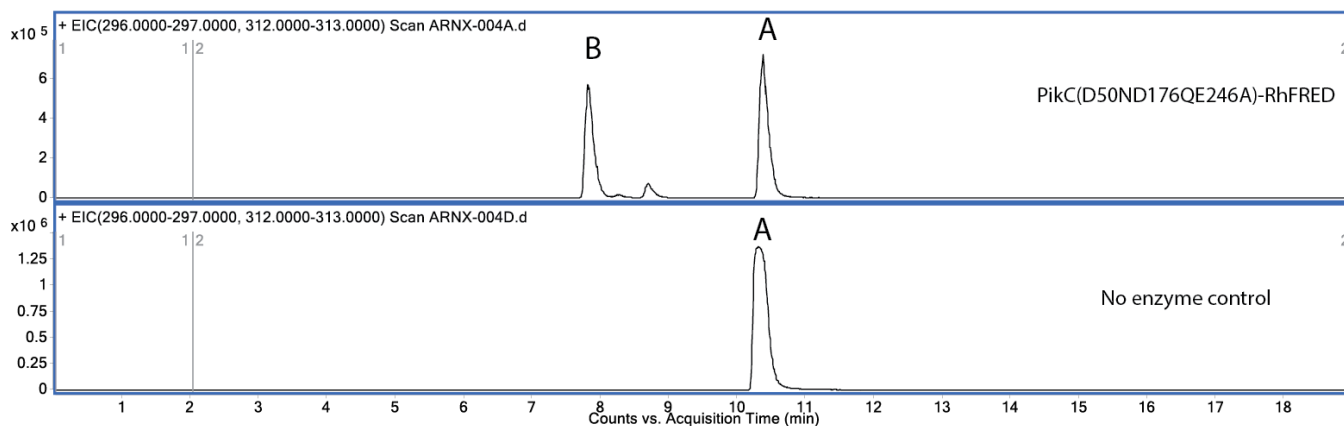 + EIC(296.0000-297.0000, 312.0000-313.0000) Scan ARNX-004A.d
x10 5
1 1 2 2
B A
6
4
2
0
PikC(D50ND176QE246A)-RhFRED
+ EIC(296.0000-297.0000, 312.0000-313.0000) Scan ARNX-004D.d
x10 6
1 1 2 2
A
1.25
1
0.75
0.5
0.25
0
No enzyme control
1 2 3 4 5 6 7 8 9 10 11 12 13 14 15 16 17 18
Counts vs. Acquisition Time (min)